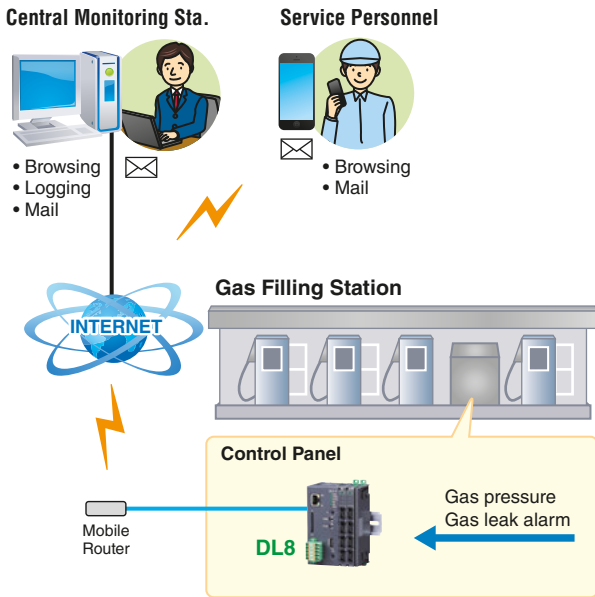 Central Monitoring Sta.
• Browsing
• Logging
• Mail
Service Personnel
• Browsing
• Mail
INTERNET
Gas Filling Station
Control Panel
Mobile
Router
DL8
Gas pressure
Gas leak alarm